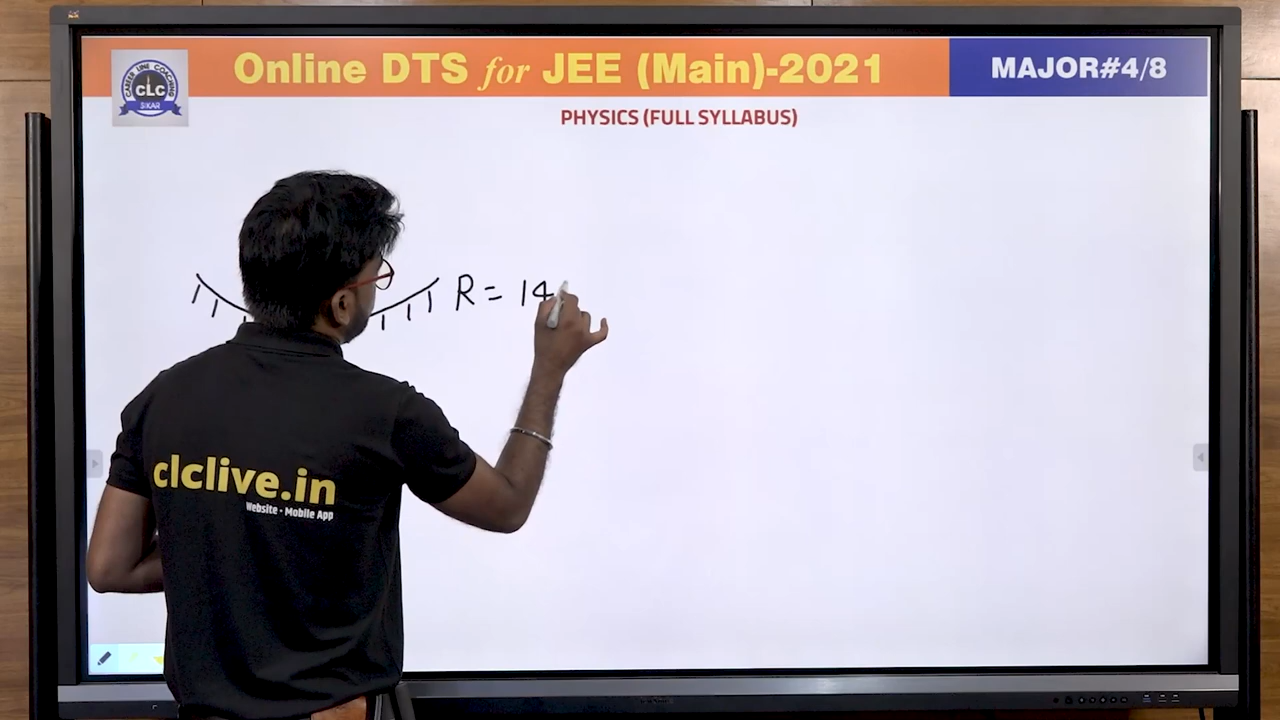 Online DTS for JEE (Main)-2021
MAJOR#4/8
CAREER LINE COACHING
CLC
SIKAR
PHYSICS (FULL SYLLABUS)
R = 14
clclive.in
Website • Mobile App